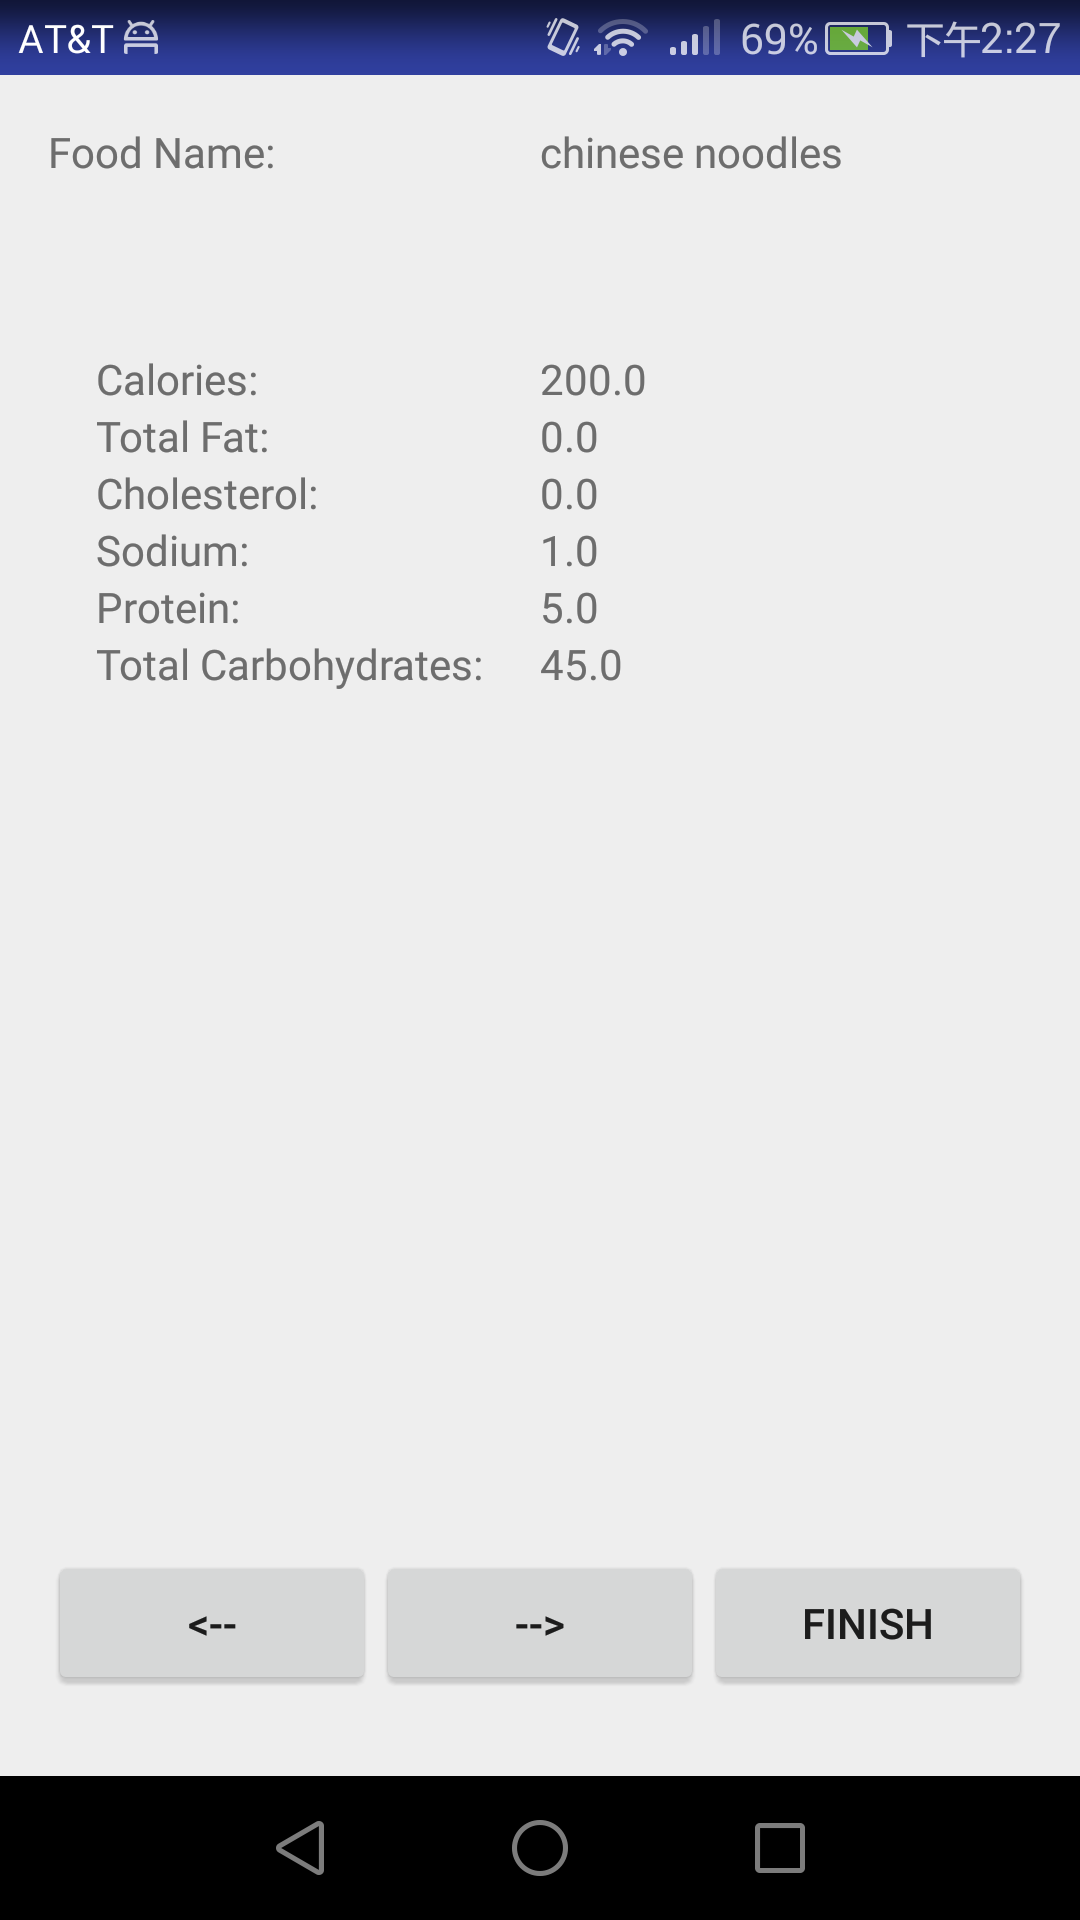 AT&T 69% 下午2:27
Food Name: chinese noodles
Calories: 200.0
Total Fat: 0.0
Cholesterol: 0.0
Sodium: 1.0
Protein: 5.0
Total Carbohydrates: 45.0
<-- --> FINISH